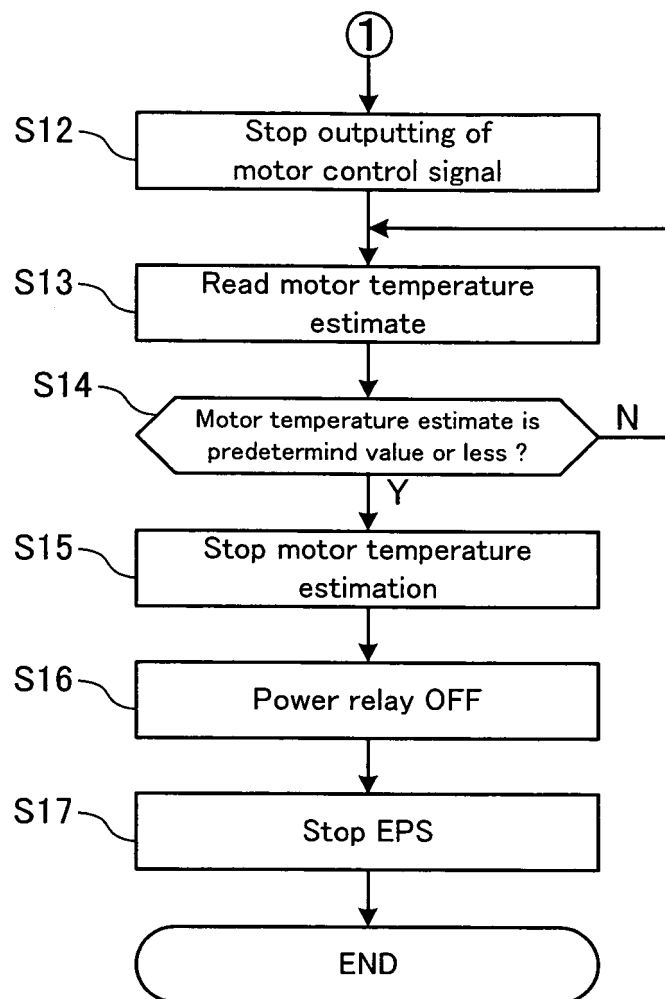 ①
S12
Stop outputting of
motor control signal
S13
Read motor temperature
estimate
S14
Motor temperature estimate is
predetermind value or less ?
N
Y
S15
Stop motor temperature
estimation
S16
Power relay OFF
S17
Stop EPS
END